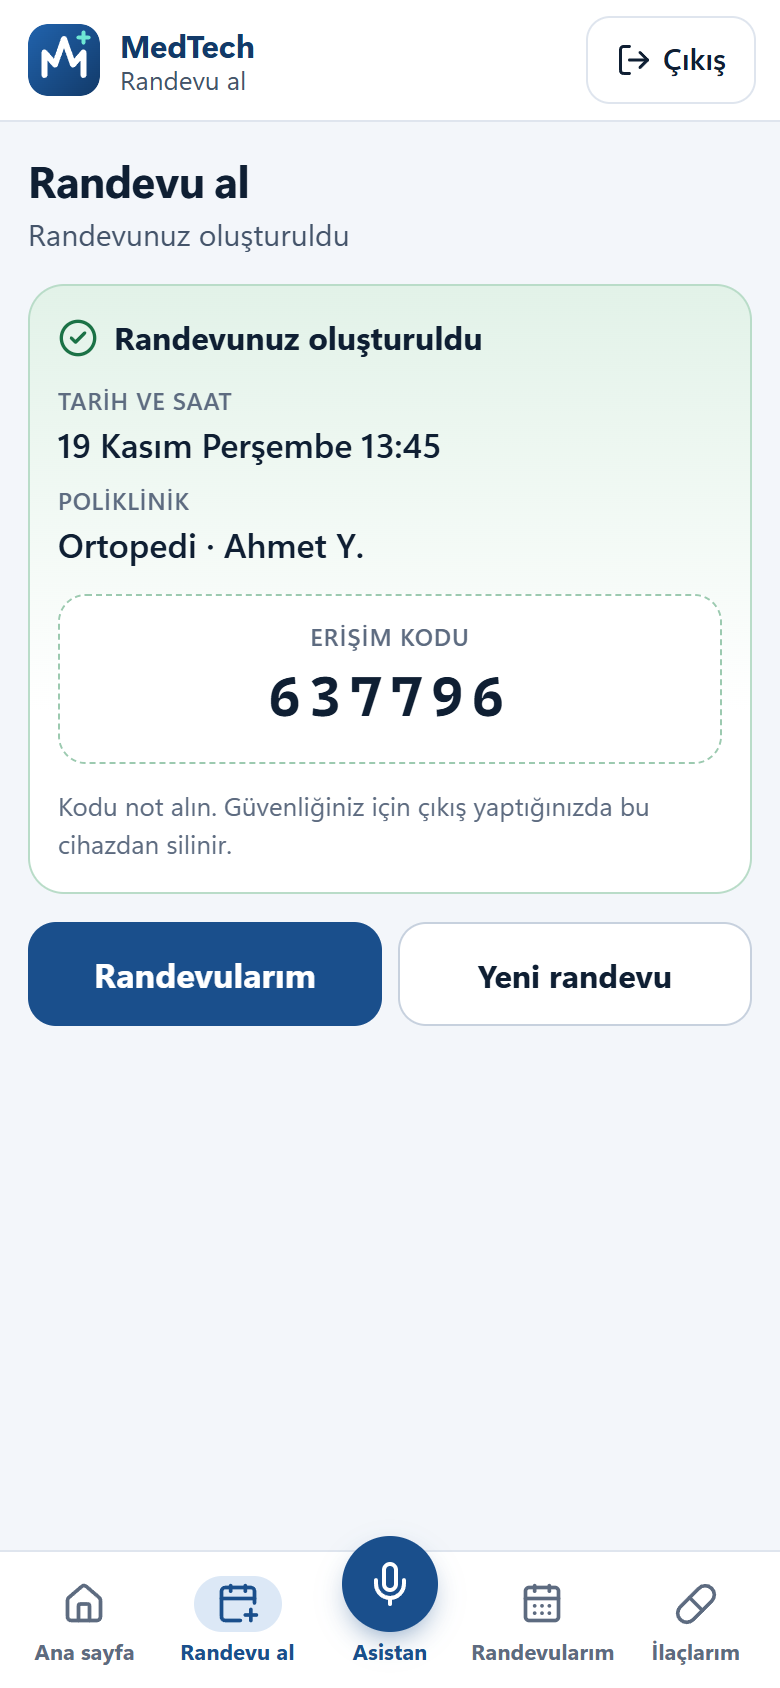 MedTech
Randevu al
Çıkış
Randevu al
Randevunuz oluşturuldu
Randevunuz oluşturuldu
TARİH VE SAAT
19 Kasım Perşembe 13:45
POLİKLİNİK
Ortopedi · Ahmet Y.
ERİŞİM KODU
637796
Kodu not alın. Güvenliğiniz için çıkış yaptığınızda bu
cihazdan silinir.
Randevularım
Yeni randevu
Ana sayfa
Randevu al
Asistan
Randevularım
İlaçlarım